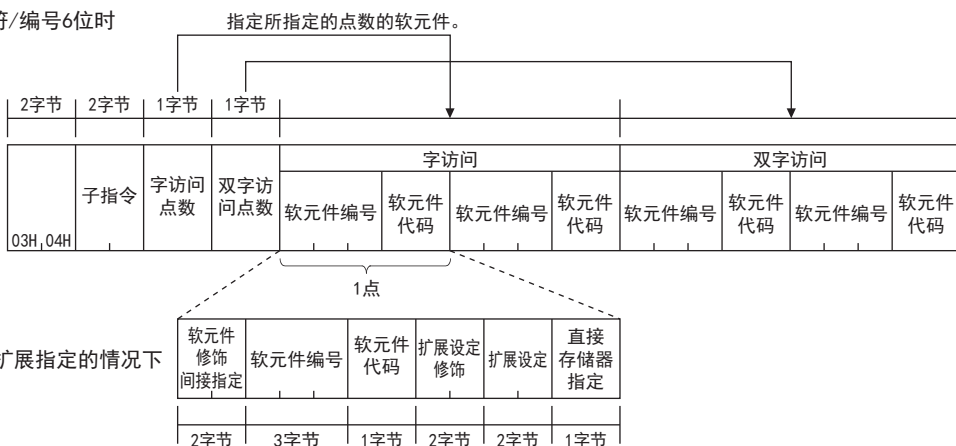 符/编号6位时
指定所指定的点数的软元件。
2字节 2字节 1字节 1字节
字访问 双字访问
子指令 字访问点数 双字访问点数 软元件编号 软元件代码 软元件编号 软元件代码 软元件编号 软元件代码 软元件编号 软元件代码
03H 04H
1点
扩展指定的情况下
软元件修饰间接指定 软元件编号 软元件代码 扩展设定修饰 扩展设定 直接存储器指定
2字节 3字节 1字节 2字节 2字节 1字节